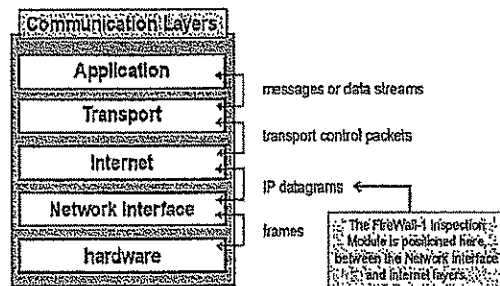 Communication Layers
Application
messages or data streams
Transport
transport control packets
Internet
IP datagrams
Network Interface
frames
hardware
The FireWall-1 Inspection
Module is positioned here,
between the Network Interface
and Internet layers.